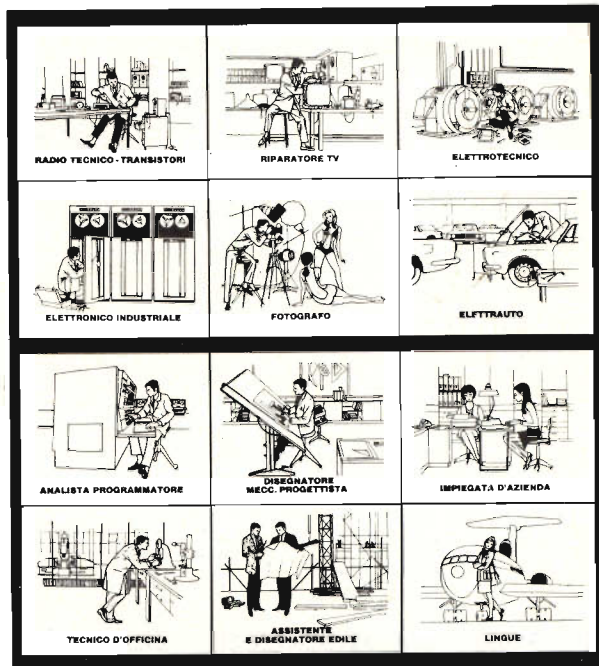 RADIO TECNICO - TRANSISTORI
RIPARATORE TV
ELETTROTECNICO
ELETTRONICO INDUSTRIALE
FOTOGRAFO
ELETTRAUTO
ANALISTA PROGRAMMATORE
DISEGNATORE
MECC. PROGETTISTA
IMPIEGATA D'AZIENDA
TECNICO D'OFFICINA
ASSISTENTE
E DISEGNATORE EDILE
LINGUE